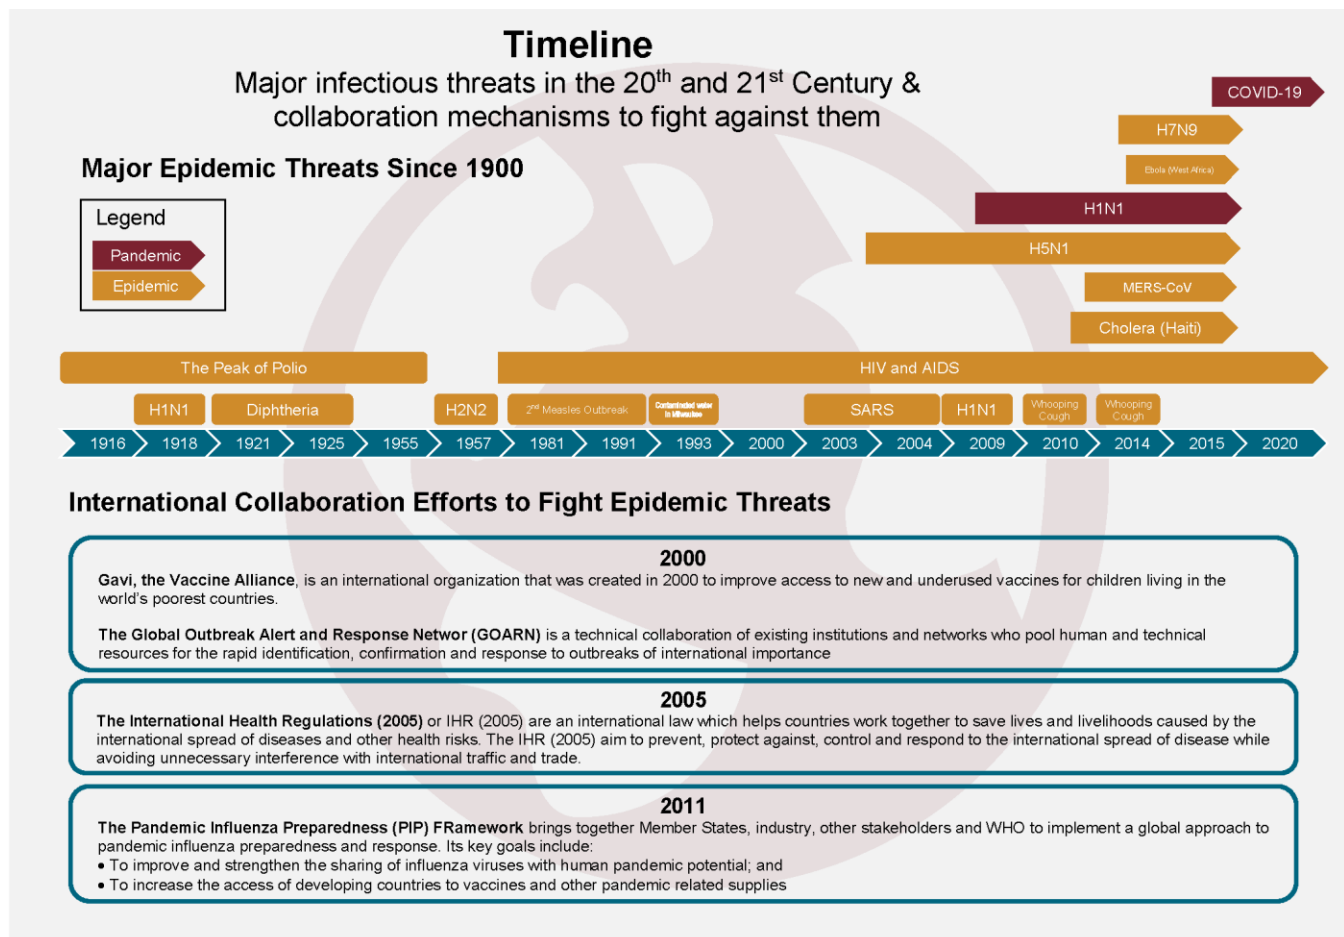 Timeline
Major infectious threats in the 20th and 21st Century &
collaboration mechanisms to fight against them
Major Epidemic Threats Since 1900
Legend
Pandemic
Epidemic
COVID-19
H7N9
Ebola (West Africa)
H1N1
H5N1
MERS-CoV
Cholera (Haiti)
The Peak of Polio
HIV and AIDS
H1N1
Diphtheria
H2N2
2nd Measles Outbreak
Contaminated water
in Milwaukee
SARS
H1N1
Whooping
Cough
Whooping
Cough
1916 1918 1921 1925 1955 1957 1981 1991 1993 2000 2003 2004 2009 2010 2014 2015 2020
International Collaboration Efforts to Fight Epidemic Threats
2000
Gavi, the Vaccine Alliance, is an international organization that was created in 2000 to improve access to new and underused vaccines for children living in the
world's poorest countries.
The Global Outbreak Alert and Response Networ (GOARN) is a technical collaboration of existing institutions and networks who pool human and technical
resources for the rapid identification, confirmation and response to outbreaks of international importance
2005
The International Health Regulations (2005) or IHR (2005) are an international law which helps countries work together to save lives and livelihoods caused by the
international spread of diseases and other health risks. The IHR (2005) aim to prevent, protect against, control and respond to the international spread of disease while
avoiding unnecessary interference with international traffic and trade.
2011
The Pandemic Influenza Preparedness (PIP) FRamework brings together Member States, industry, other stakeholders and WHO to implement a global approach to
pandemic influenza preparedness and response. Its key goals include:
• To improve and strengthen the sharing of influenza viruses with human pandemic potential; and
• To increase the access of developing countries to vaccines and other pandemic related supplies